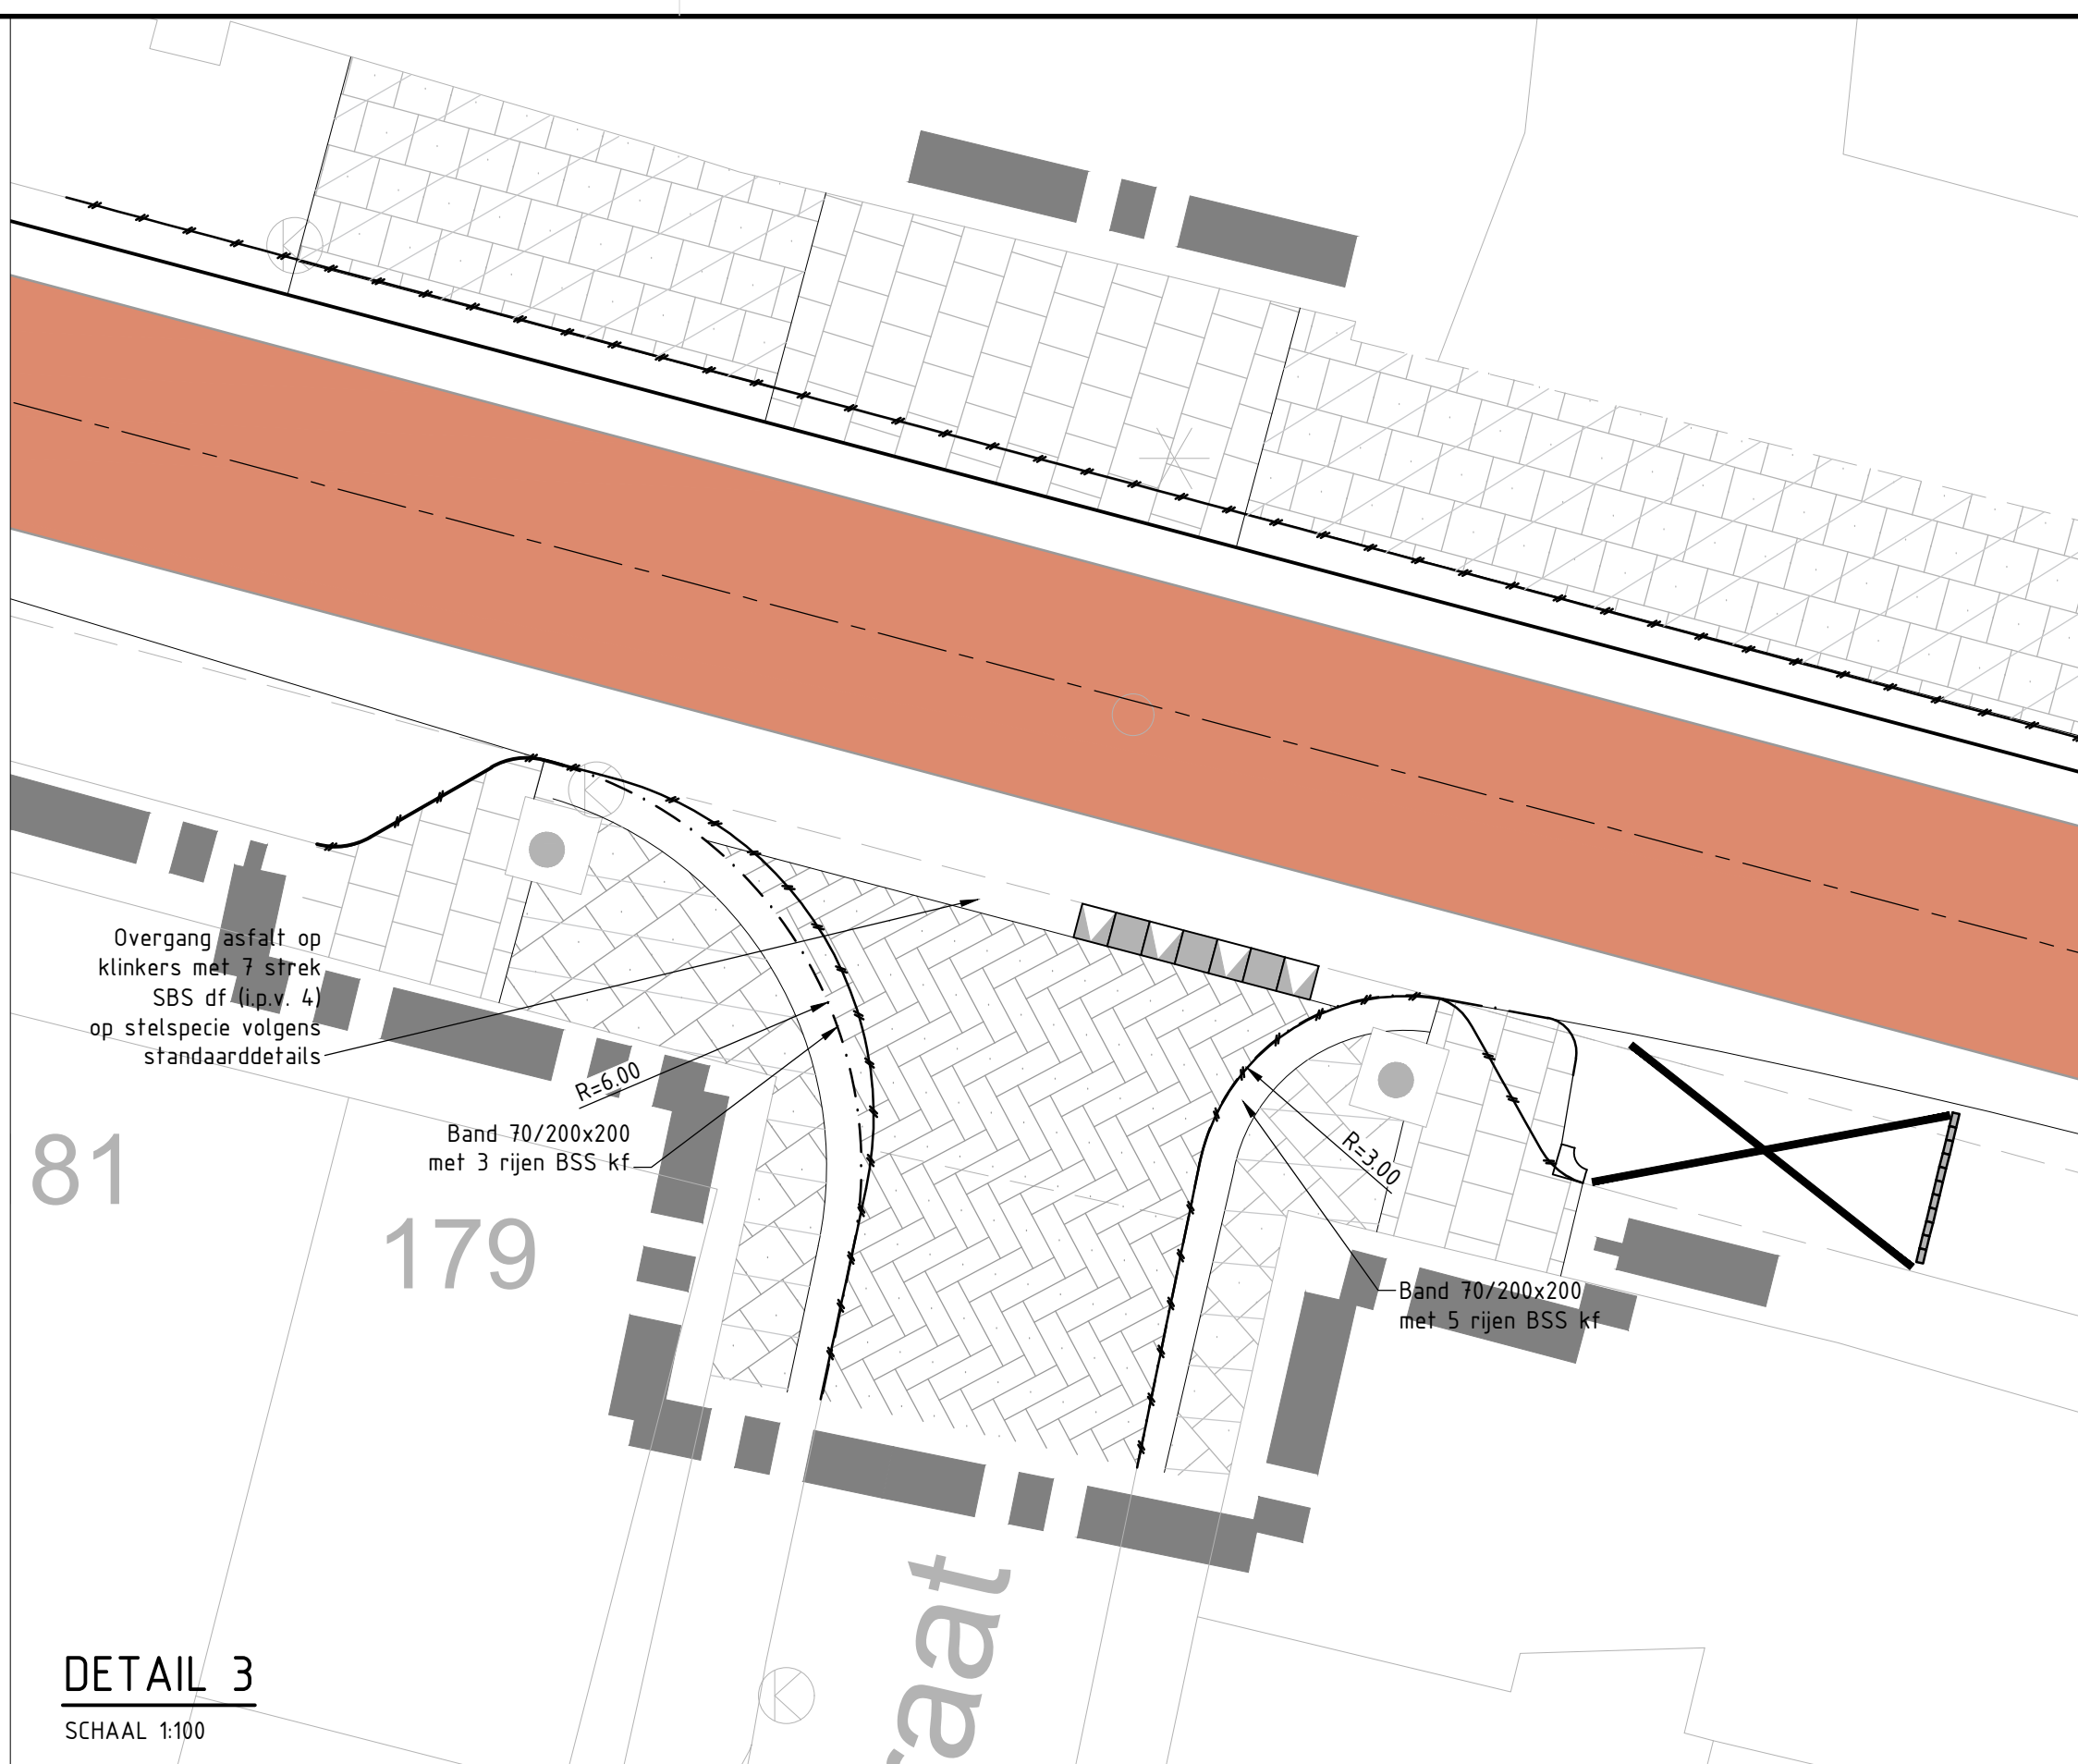 Overgang asfalt op
klinkers met 7 strek
SBS df (i.p.v. 4)
op stelspecie volgens
standaarddetails
R=6.00
Band 70/200x200
met 3 rijen BSS kf
R=3.00
Band 70/200x200
met 5 rijen BSS kf
81
179
raat
K
K
K
DETAIL 3
SCHAAL 1:100